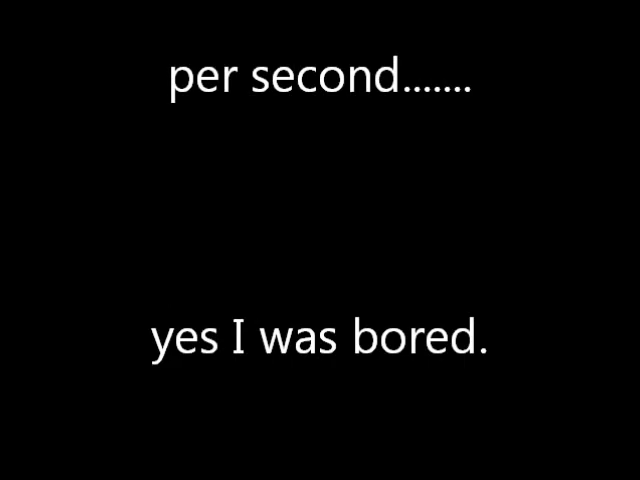 per second.......
yes I was bored.